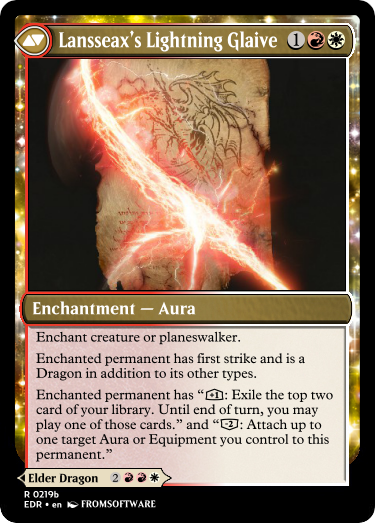 Lansseax's Lightning Glaive 1
Enchantment — Aura
Enchant creature or planeswalker.
Enchanted permanent has first strike and is a
Dragon in addition to its other types.
Enchanted permanent has “+1: Exile the top two
card of your library. Until end of turn, you may
play one of those cards.” and “-2: Attach up to
one target Aura or Equipment you control to this
permanent.”
Elder Dragon 2
R 0219b
EDR • en FROMSOFTWARE